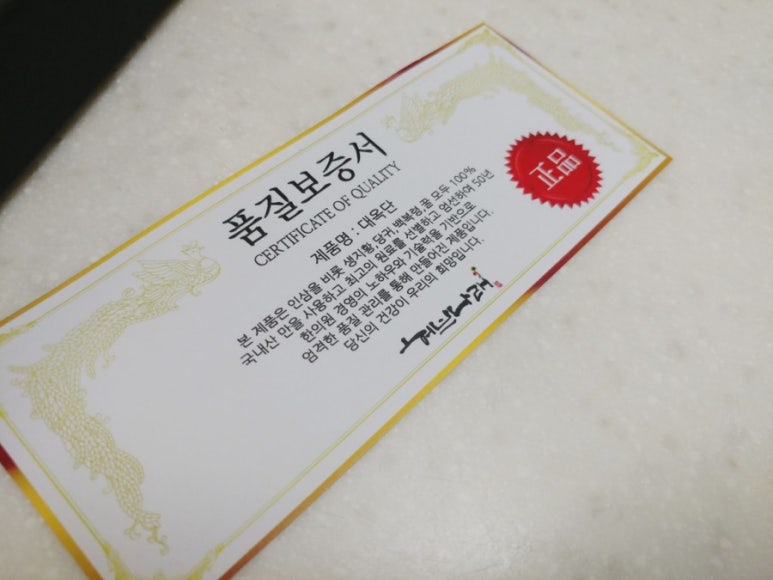 품질보증서
CERTIFICATE OF QUALITY
제품명 : 대옥단
본 제품은 인삼을 비롯 생지황, 당귀, 백복령, 꿀 모두 100%
국내산 만을 사용하고 최고의 원료를 선별하고 엄선하여 50년
한의원 경영의 노하우와 기술력을 기반으로
엄격한 품질 관리를 통해 만들어진 제품입니다.
당신의 건강이 우리의 희망입니다.
正品